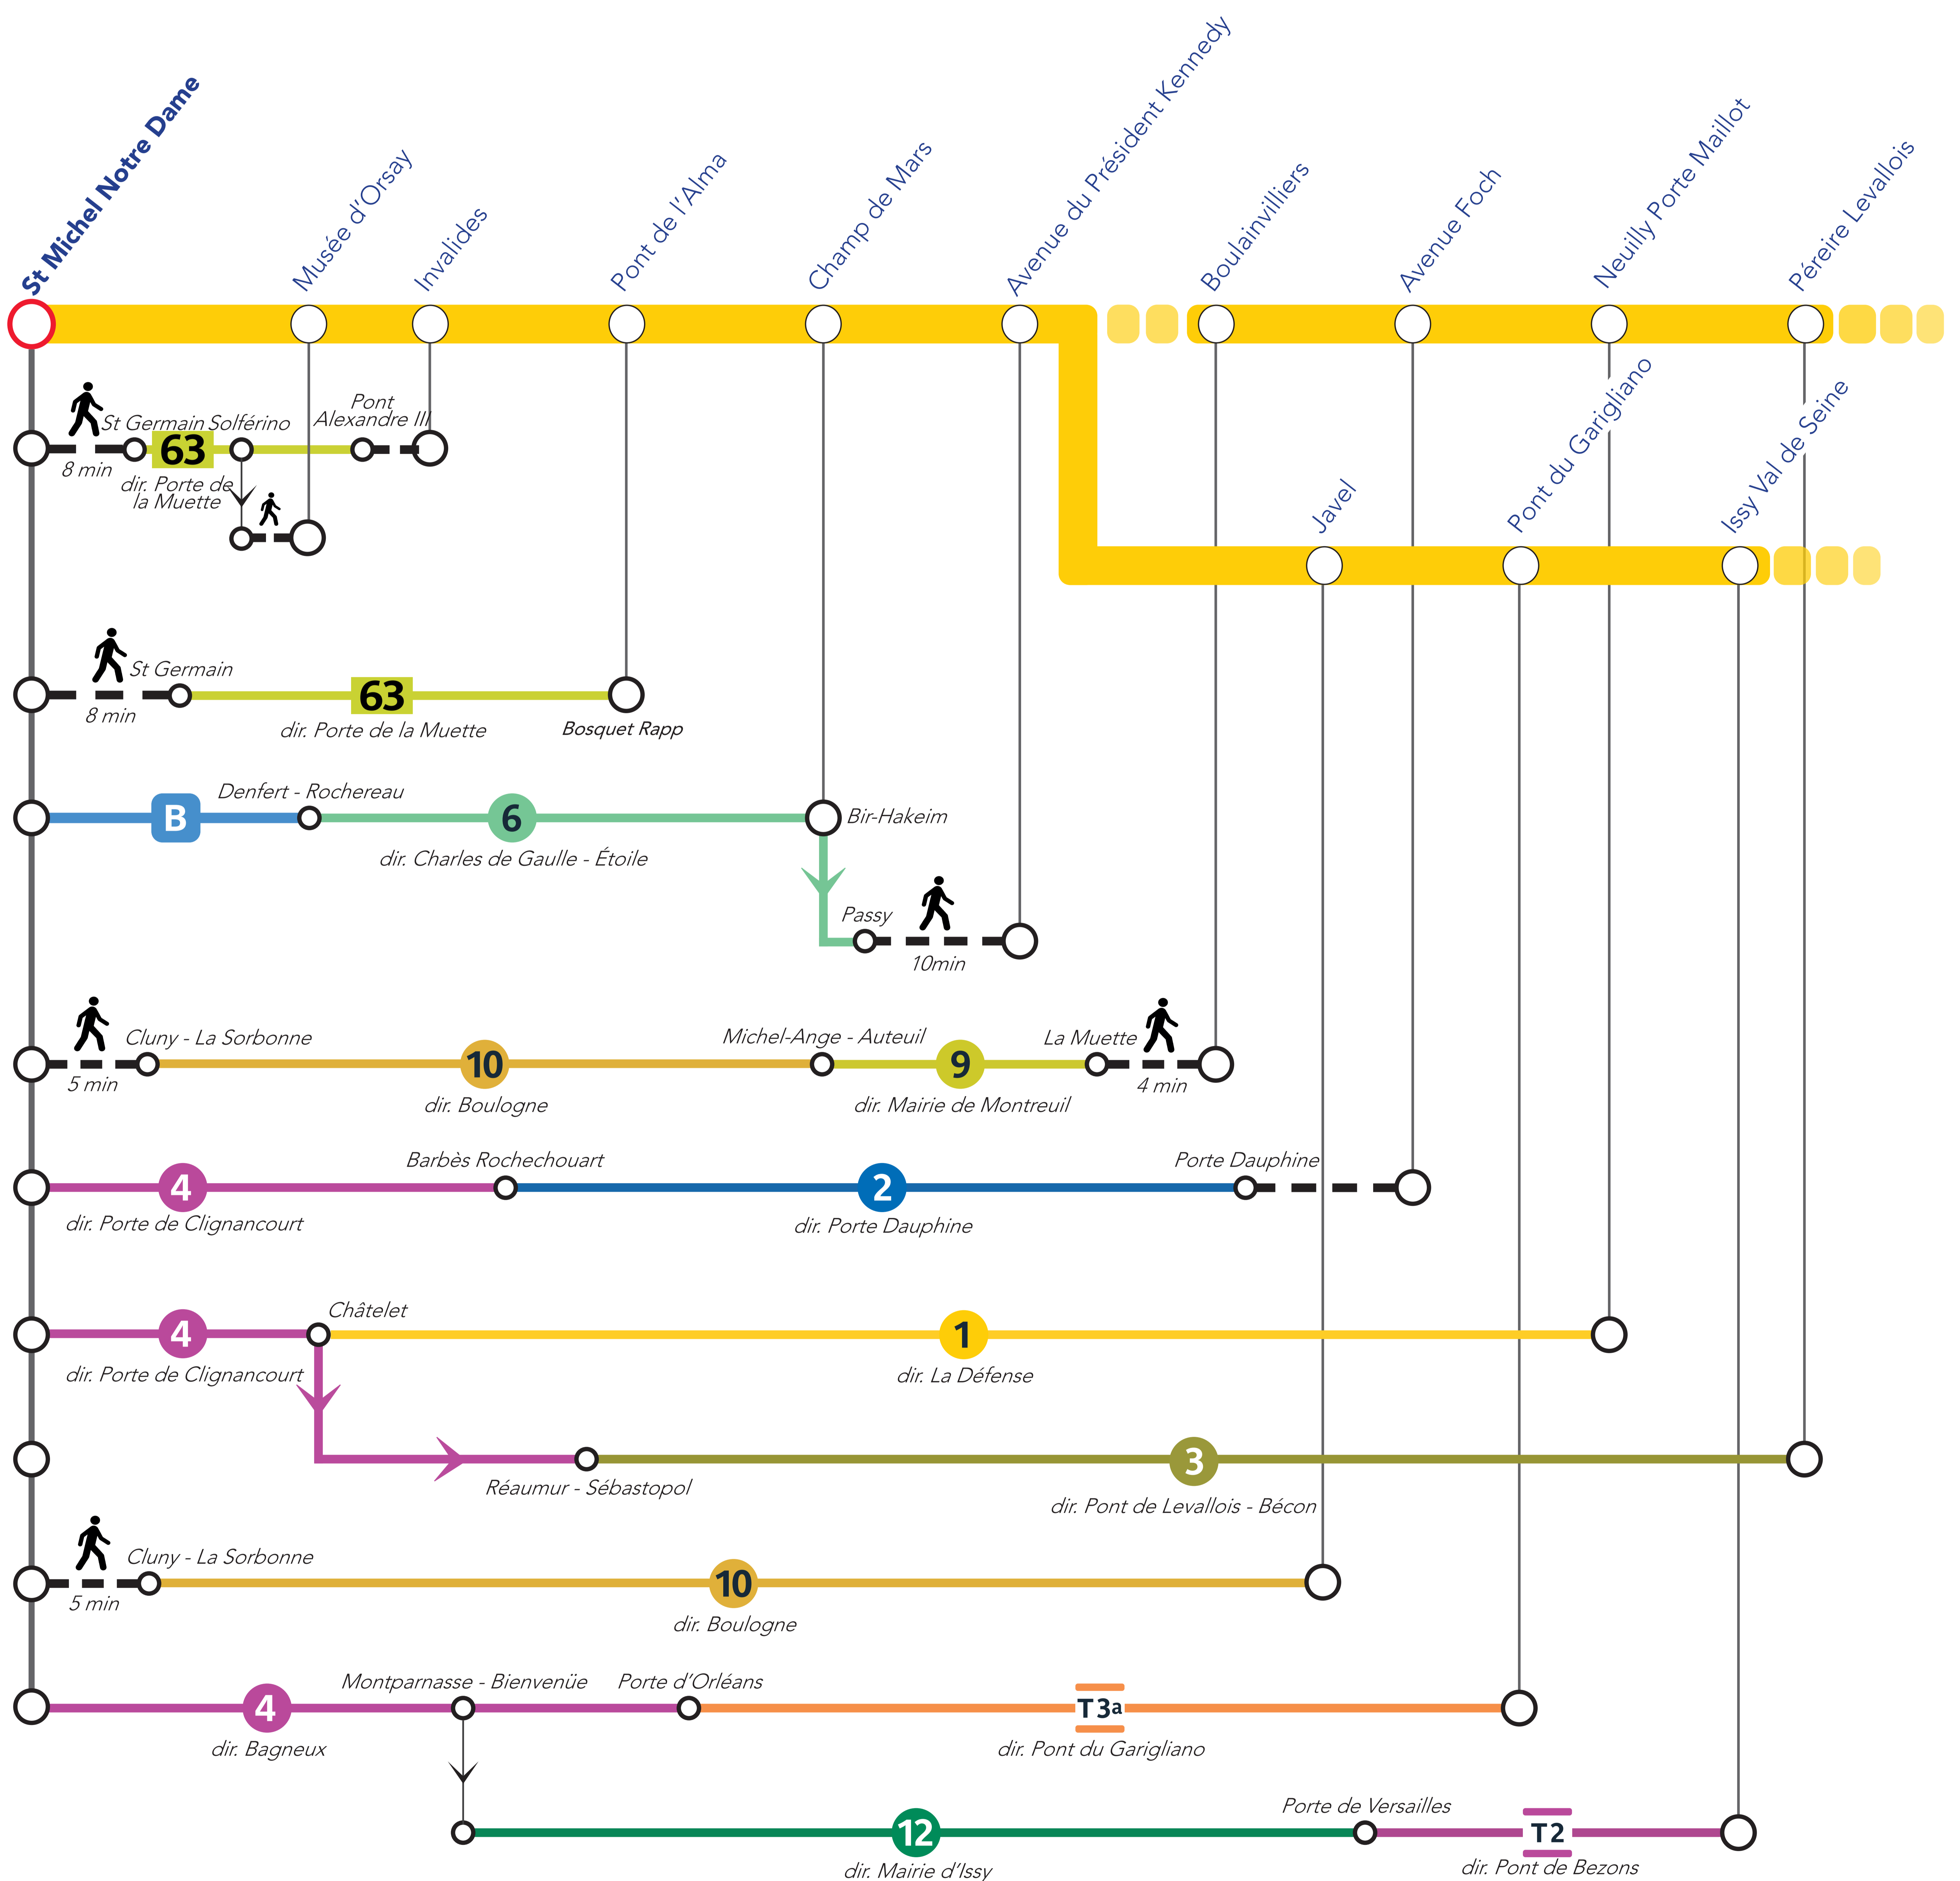 St Michel Notre Dame
Musée d'Orsay
Invalides
Pont de l'Alma
Champ de Mars
Avenue du Président Kennedy
Boulainvilliers
Avenue Foch
Neuilly Porte Maillot
Péreire Levallois
Javel
Pont du Garigliano
Issy Val de Seine
8 min
St Germain
63
dir. Porte de
la Muette
Solférino
Pont
Alexandre III
8 min
St Germain
63
dir. Porte de la Muette
Bosquet Rapp
B
Denfert - Rochereau
6
dir. Charles de Gaulle - Étoile
Bir-Hakeim
Passy
10min
5 min
Cluny - La Sorbonne
10
dir. Boulogne
Michel-Ange - Auteuil
9
dir. Mairie de Montreuil
La Muette
4 min
4
dir. Porte de Clignancourt
Barbès Rochechouart
2
dir. Porte Dauphine
Porte Dauphine
4
dir. Porte de Clignancourt
Châtelet
1
dir. La Défense
Réaumur - Sébastopol
3
dir. Pont de Levallois - Bécon
5 min
Cluny - La Sorbonne
10
dir. Boulogne
4
dir. Bagneux
Montparnasse - Bienvenüe
Porte d'Orléans
T3a
dir. Pont du Garigliano
12
dir. Mairie d'Issy
Porte de Versailles
T2
dir. Pont de Bezons